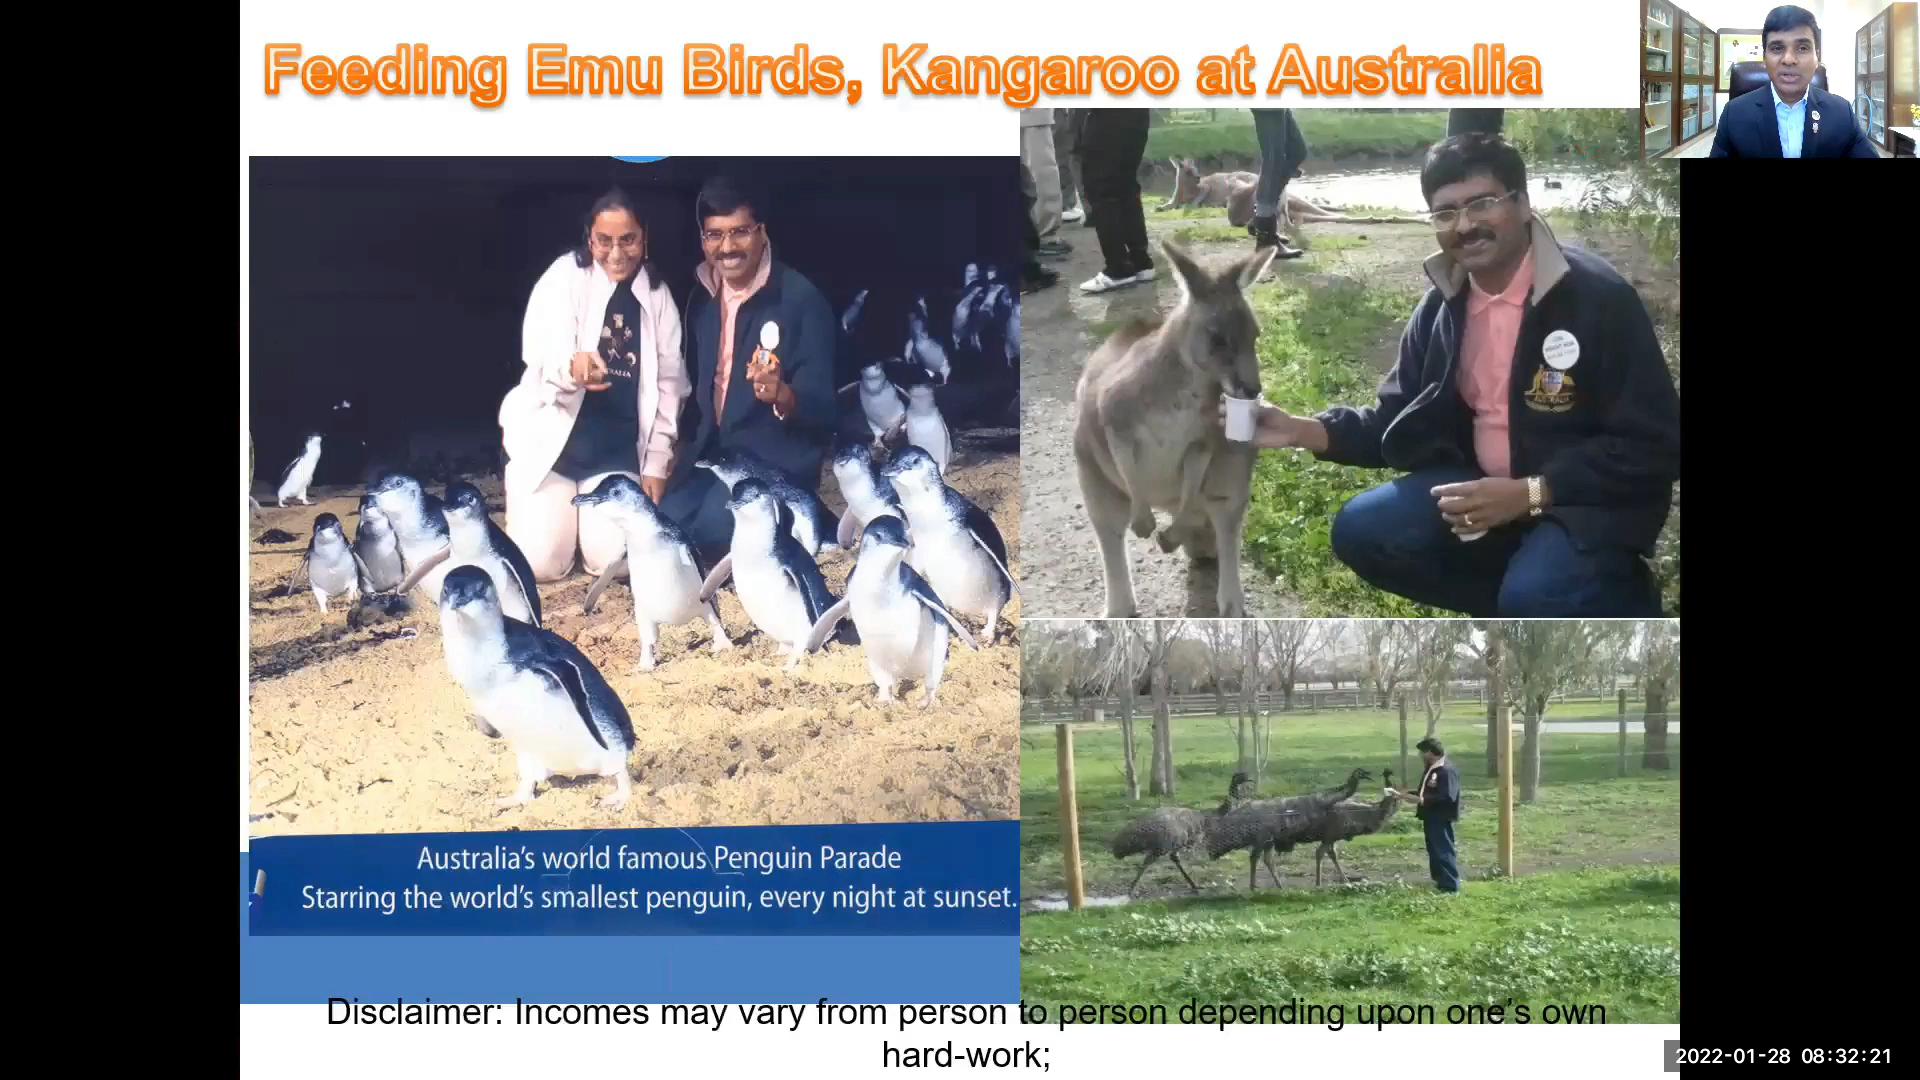 Feeding Emu Birds, Kangaroo at Australia
AUSTRALIA
Australia's world famous Penguin Parade
Starring the world's smallest penguin, every night at sunset.
Disclaimer: Incomes may vary from person to person depending upon one's own
hard-work;
2022-01-28 08:32:21